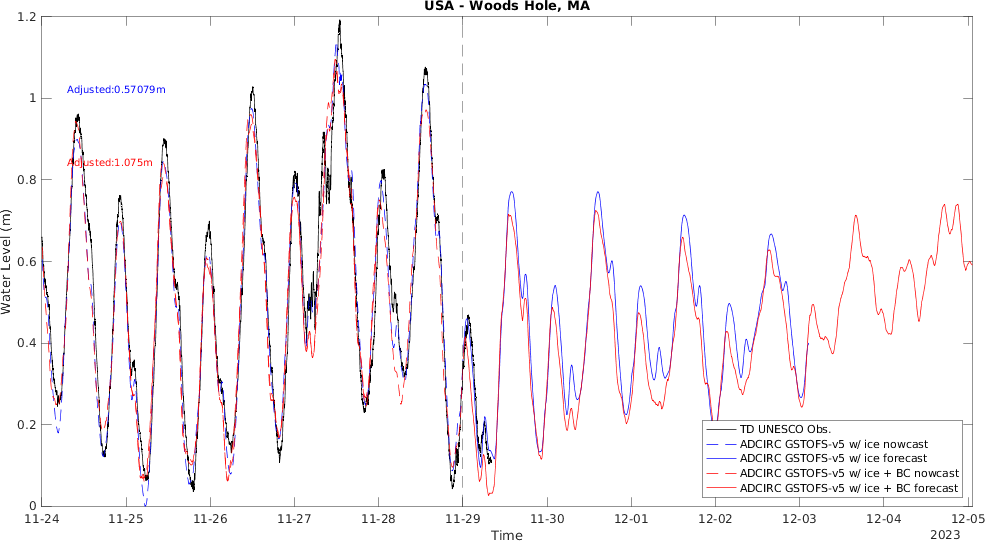 USA - Woods Hole, MA
1.2
1
0.8
0.6
0.4
0.2
0
Water Level (m)
Adjusted:0.57079m
Adjusted:1.075m
TD UNESCO Obs.
ADCIRC GSTOFS-v5 w/ ice nowcast
ADCIRC GSTOFS-v5 w/ ice forecast
ADCIRC GSTOFS-v5 w/ ice + BC nowcast
ADCIRC GSTOFS-v5 w/ ice + BC forecast
11-24 11-25 11-26 11-27 11-28 11-29 11-30 12-01 12-02 12-03 12-04 12-05
Time
2023